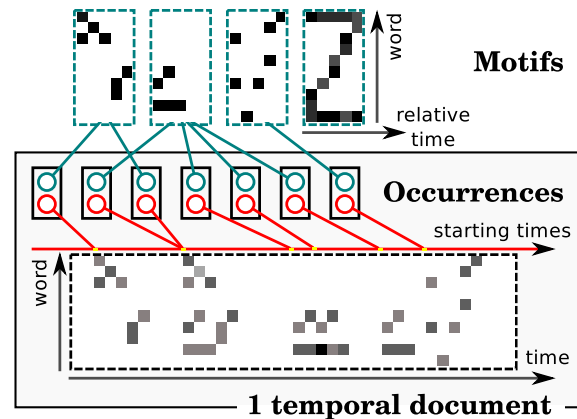 word
Motifs
relative
time
Occurrences
starting times
word
time
1 temporal document